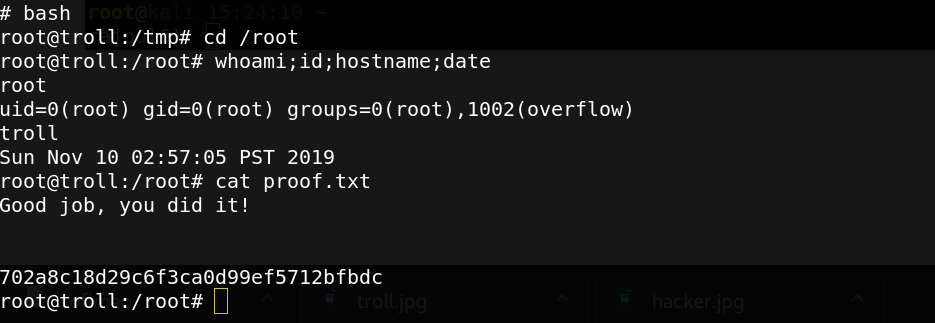 root@kali 15:24:10 ~
# bash
root@troll:/tmp# cd /root
root@troll:/root# whoami;id;hostname;date
root
uid=0(root) gid=0(root) groups=0(root),1002(overflow)
troll
Sun Nov 10 02:57:05 PST 2019
root@troll:/root# cat proof.txt
Good job, you did it!
702a8c18d29c6f3ca0d99ef5712bfbdc
root@troll:/root#
troll.jpg
hacker.jpg